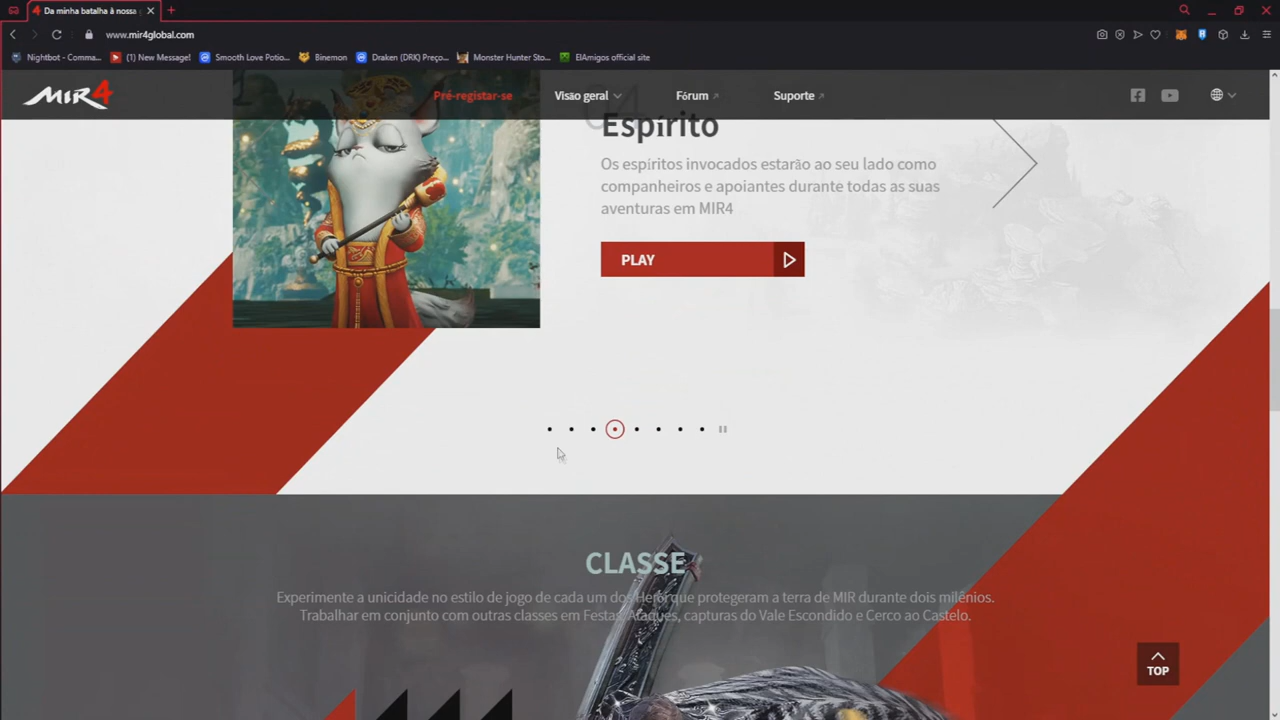 Da minha batalha à nossa
www.mir4global.com
Nightbot - Comma...
(1) New Message!
Smooth Love Potio...
Binemon
Draken (DRK) Preço...
Monster Hunter Sto...
ElAmigos official site
MIR4
Pré-registar-se
Visão geral
Fórum
Suporte
Espírito
Os espíritos invocados estarão ao seu lado como
companheiros e apoiantes durante todas as suas
aventuras em MIR4
PLAY
CLASSE
Experimente a unicidade no estilo de jogo de cada um dos Herói que protegeram a terra de MIR durante dois milênios.
Trabalhar em conjunto com outras classes em Festas, Ataques, capturas do Vale Escondido e Cerco ao Castelo.
TOP